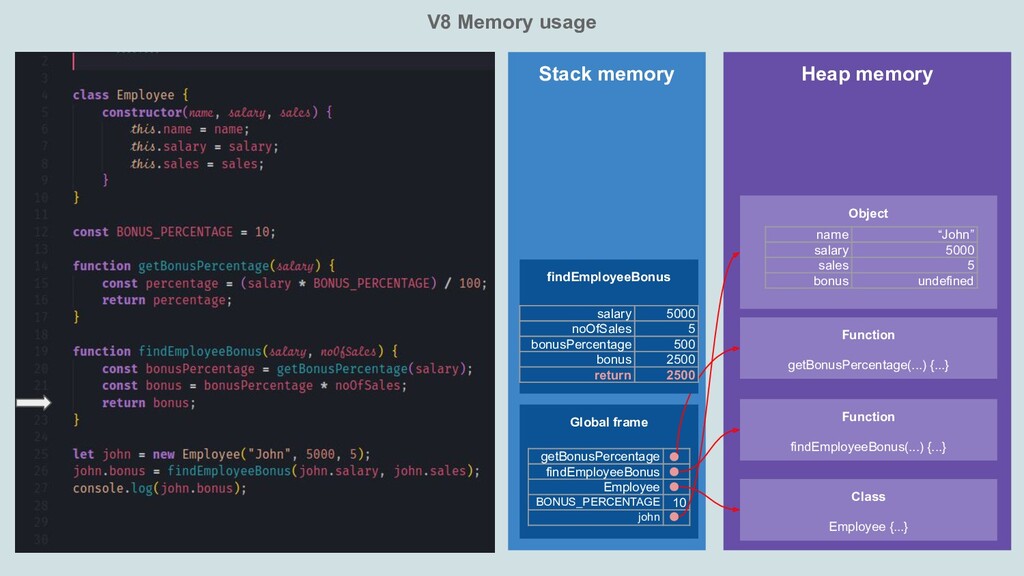 V8 Memory usage
2
3
4 class Employee {
5 constructor(name, salary, sales) {
6 this.name = name;
7 this.salary = salary;
8 this.sales = sales;
9 }
10 }
11
12 const BONUS_PERCENTAGE = 10;
13
14 function getBonusPercentage(salary) {
15 const percentage = (salary * BONUS_PERCENTAGE) / 100;
16 return percentage;
17 }
18
19 function findEmployeeBonus(salary, noOfSales) {
20 const bonusPercentage = getBonusPercentage(salary);
21 const bonus = bonusPercentage * noOfSales;
return bonus;
23 }
24
25 let john = new Employee("John", 5000, 5);
26 john.bonus = findEmployeeBonus(john.salary, john.sales);
27 console.log(john.bonus);
28
29
30
Stack memory
findEmployeeBonus
salary 5000
noOfSales 5
bonusPercentage 500
bonus 2500
return 2500
Global frame
getBonusPercentage
findEmployeeBonus
Employee
BONUS_PERCENTAGE 10
john
Heap memory
Object
name “John”
salary 5000
sales 5
bonus undefined
Function
getBonusPercentage(...) {...}
Function
findEmployeeBonus(...) {...}
Class
Employee {...}